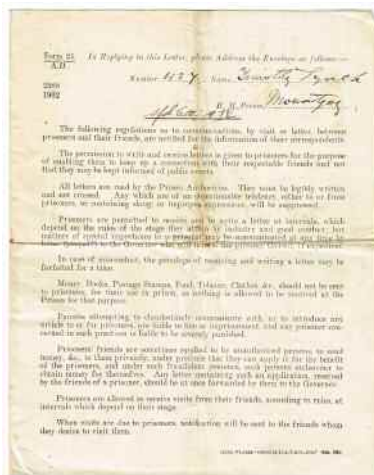 Form 24
A.D.
In Replying to this Letter, please Address the Envelope as follows:—
Number 427 Name Timothy Lynch
2286
1902
H. M. Prison, Mountjoy
The following regulations as to communications, by visit or letter, between
prisoners and their friends, are notified for the information of their correspondents.
The permission to write and receive letters is given to prisoners for the purpose
of enabling them to keep up a connection with their respectable friends and not
that they may be kept informed of public events.
All letters are read by the Prison Authorities. They must be legibly written
and not crossed. Any which are of an objectionable tendency, either to or from
prisoners, or containing slang or improper expressions, will be suppressed.
Prisoners are permitted to receive and to write a letter at intervals, which
depend on the rules of the stage they attain by industry and good conduct, but
matters of special importance to a prisoner may be communicated at any time by
letter (prepaid) to the Governor who will inform the prisoner thereof, if expedient.
In case of misconduct, the privilege of receiving and writing a letter may be
forfeited for a time.
Money, Books, Postage Stamps, Food, Tobacco, Clothes, &c., should not be sent
to prisoners, for their use in prison, as nothing is allowed to be received at the
Prison for that purpose.
Persons attempting to clandestinely communicate with, or to introduce any
article to or for prisoners, are liable to fine or imprisonment, and any prisoner con-
cerned in such practices is liable to be severely punished.
Prisoners' friends are sometimes applied to by unauthorized persons, to send
money, &c., to them privately, under pretence that they can apply it for the benefit
of the prisoners, and under such fraudulent pretence, such persons endeavour to
obtain money for themselves. Any letter containing such an application, received
by the friends of a prisoner, should be at once forwarded by them to the Governor.
Prisoners are allowed to receive visits from their friends, according to rules, at
intervals which depend on their stage.
When visits are due to prisoners, notification will be sent to the friends whom
they desire to visit them.